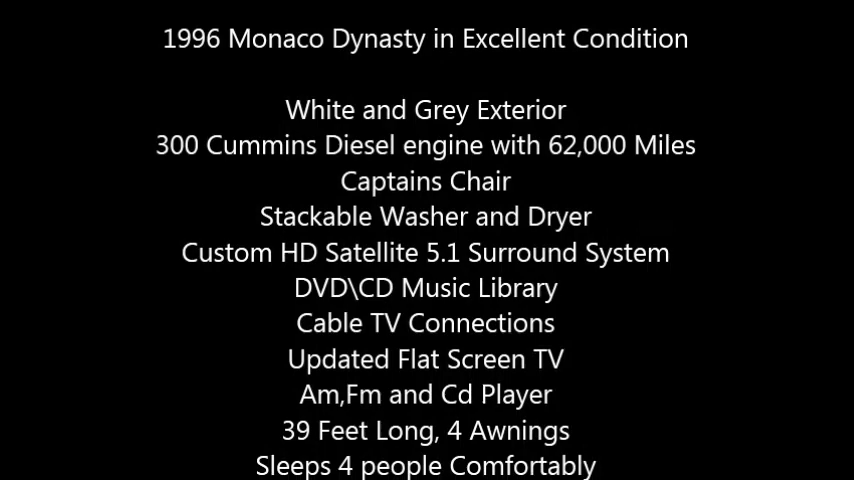 1996 Monaco Dynasty in Excellent Condition
White and Grey Exterior
300 Cummins Diesel engine with 62,000 Miles
Captains Chair
Stackable Washer and Dryer
Custom HD Satellite 5.1 Surround System
DVD\CD Music Library
Cable TV Connections
Updated Flat Screen TV
Am,Fm and Cd Player
39 Feet Long, 4 Awnings
Sleeps 4 people Comfortably